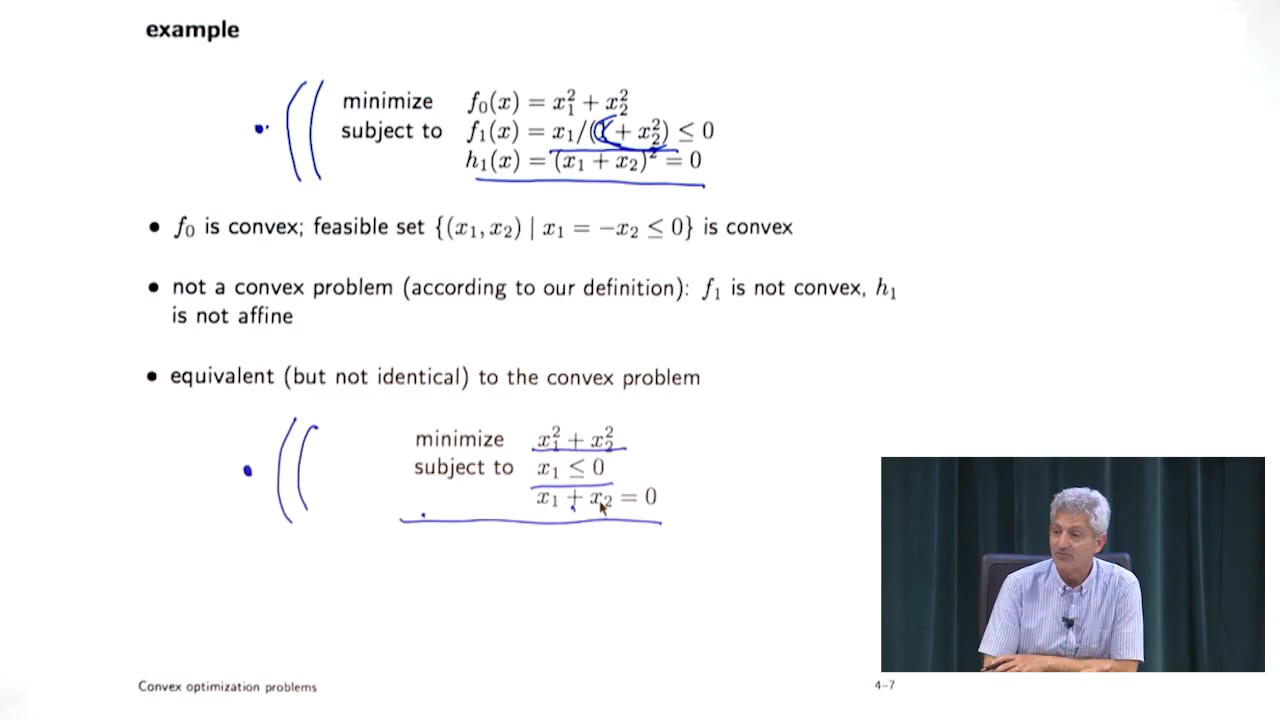 example
minimize f₀(x) = x₁² + x₂²
subject to f₁(x) = x₁/(1 + x₂²) ≤ 0
h₁(x) = (x₁ + x₂)² = 0
• f₀ is convex; feasible set {(x₁, x₂) | x₁ = −x₂ ≤ 0} is convex
• not a convex problem (according to our definition): f₁ is not convex, h₁
is not affine
• equivalent (but not identical) to the convex problem
minimize x₁² + x₂²
subject to x₁ ≤ 0
x₁ + x₂ = 0
Convex optimization problems 4–7